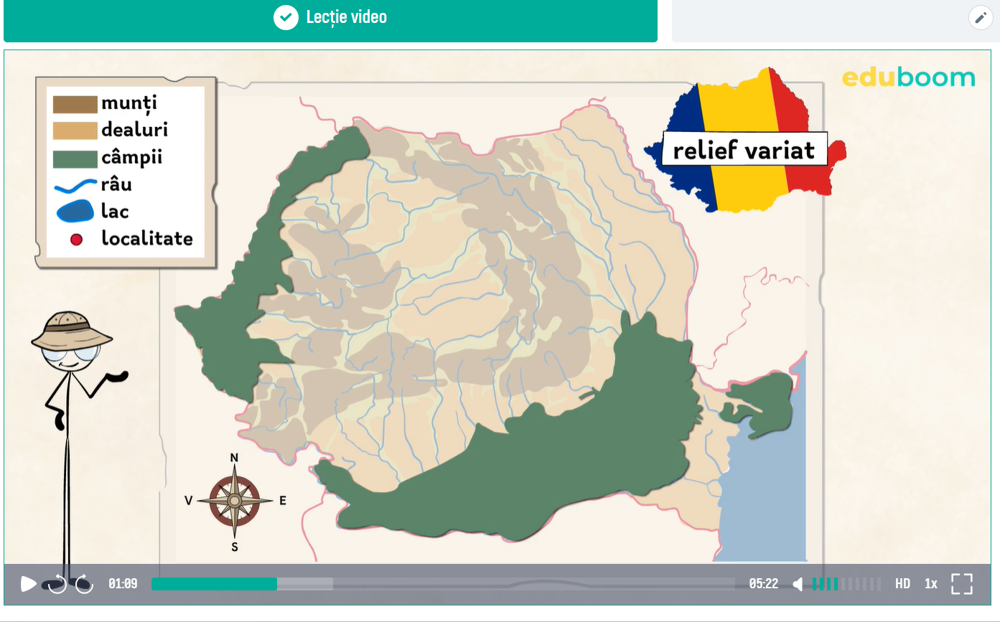 Lecție video
eduboom
munți
dealuri
câmpii
râu
lac
localitate
relief variat
N
V
E
S
01:09
05:22
HD
1x